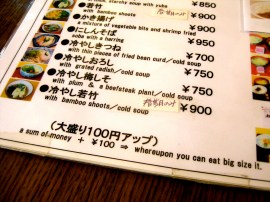 soup, starchy soup with cubs ¥850
●若竹
with bamboo shoots ¥900
●かき揚げ
a mixture of vegetable bits and shrimp fried ¥900
●にしんそば
soba with a herring ¥950
●冷やしきつね
with thin pieces of fried bean curd/cold soup ¥700
●冷やしおろし
with grated radish/cold soup ¥750
●冷やし梅しそ
with plum & a beefsteak plant/cold soup ¥750
●冷やし若竹
with bamboo shoots/cold soup ¥900
(大盛り100円アップ)
a sum of money + ¥100 ⇒ whereupon you can eat big size it.